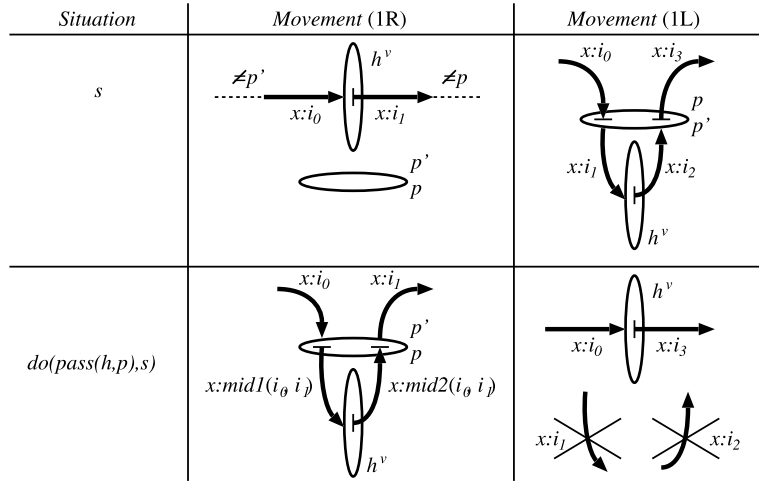 Situation Movement (1R) Movement (1L)
s
≠p' h^v ≠p
x:i_0 x:i_1
p'
p
x:i_0 x:i_3
p
p'
x:i_1 x:i_2
h^v
do(pass(h,p),s)
x:i_0 x:i_1
p'
p
x:mid1(i_0, i_1) x:mid2(i_0, i_1)
h^v
h^v
x:i_0 x:i_3
x:i_1 x:i_2